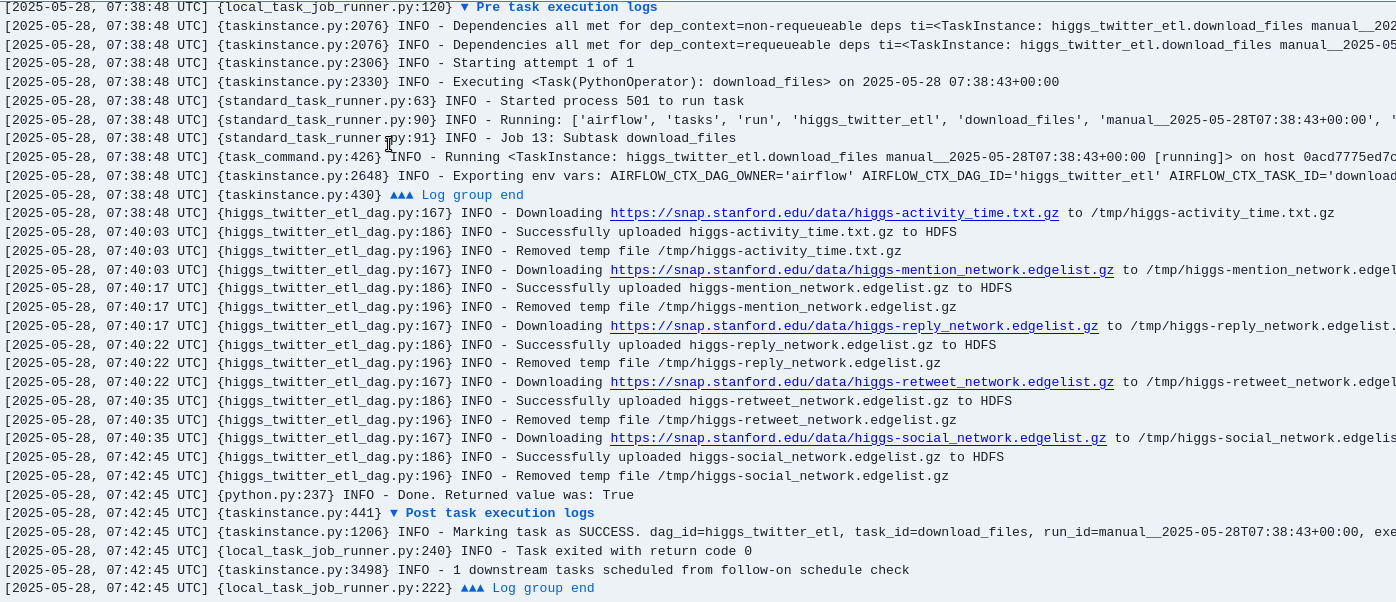 [2025-05-28, 07:38:48 UTC] {local_task_job_runner.py:120} ▼ Pre task execution logs
[2025-05-28, 07:38:48 UTC] {taskinstance.py:2076} INFO - Dependencies all met for dep_context=non-requeueable deps ti=<TaskInstance: higgs_twitter_etl.download_files manual__202
[2025-05-28, 07:38:48 UTC] {taskinstance.py:2076} INFO - Dependencies all met for dep_context=requeueable deps ti=<TaskInstance: higgs_twitter_etl.download_files manual__2025-05
[2025-05-28, 07:38:48 UTC] {taskinstance.py:2306} INFO - Starting attempt 1 of 1
[2025-05-28, 07:38:48 UTC] {taskinstance.py:2330} INFO - Executing <Task(PythonOperator): download_files> on 2025-05-28 07:38:43+00:00
[2025-05-28, 07:38:48 UTC] {standard_task_runner.py:63} INFO - Started process 501 to run task
[2025-05-28, 07:38:48 UTC] {standard_task_runner.py:90} INFO - Running: ['airflow', 'tasks', 'run', 'higgs_twitter_etl', 'download_files', 'manual__2025-05-28T07:38:43+00:00', '
[2025-05-28, 07:38:48 UTC] {standard_task_runner.py:91} INFO - Job 13: Subtask download_files
[2025-05-28, 07:38:48 UTC] {task_command.py:426} INFO - Running <TaskInstance: higgs_twitter_etl.download_files manual__2025-05-28T07:38:43+00:00 [running]> on host 0acd7775ed7c
[2025-05-28, 07:38:48 UTC] {taskinstance.py:2648} INFO - Exporting env vars: AIRFLOW_CTX_DAG_OWNER='airflow' AIRFLOW_CTX_DAG_ID='higgs_twitter_etl' AIRFLOW_CTX_TASK_ID='download
[2025-05-28, 07:38:48 UTC] {taskinstance.py:430} ▲▲▲ Log group end
[2025-05-28, 07:38:48 UTC] {higgs_twitter_etl_dag.py:167} INFO - Downloading https://snap.stanford.edu/data/higgs-activity_time.txt.gz to /tmp/higgs-activity_time.txt.gz
[2025-05-28, 07:40:03 UTC] {higgs_twitter_etl_dag.py:186} INFO - Successfully uploaded higgs-activity_time.txt.gz to HDFS
[2025-05-28, 07:40:03 UTC] {higgs_twitter_etl_dag.py:196} INFO - Removed temp file /tmp/higgs-activity_time.txt.gz
[2025-05-28, 07:40:03 UTC] {higgs_twitter_etl_dag.py:167} INFO - Downloading https://snap.stanford.edu/data/higgs-mention_network.edgelist.gz to /tmp/higgs-mention_network.edgel
[2025-05-28, 07:40:17 UTC] {higgs_twitter_etl_dag.py:186} INFO - Successfully uploaded higgs-mention_network.edgelist.gz to HDFS
[2025-05-28, 07:40:17 UTC] {higgs_twitter_etl_dag.py:196} INFO - Removed temp file /tmp/higgs-mention_network.edgelist.gz
[2025-05-28, 07:40:17 UTC] {higgs_twitter_etl_dag.py:167} INFO - Downloading https://snap.stanford.edu/data/higgs-reply_network.edgelist.gz to /tmp/higgs-reply_network.edgelist.
[2025-05-28, 07:40:22 UTC] {higgs_twitter_etl_dag.py:186} INFO - Successfully uploaded higgs-reply_network.edgelist.gz to HDFS
[2025-05-28, 07:40:22 UTC] {higgs_twitter_etl_dag.py:196} INFO - Removed temp file /tmp/higgs-reply_network.edgelist.gz
[2025-05-28, 07:40:22 UTC] {higgs_twitter_etl_dag.py:167} INFO - Downloading https://snap.stanford.edu/data/higgs-retweet_network.edgelist.gz to /tmp/higgs-retweet_network.edgel
[2025-05-28, 07:40:35 UTC] {higgs_twitter_etl_dag.py:186} INFO - Successfully uploaded higgs-retweet_network.edgelist.gz to HDFS
[2025-05-28, 07:40:35 UTC] {higgs_twitter_etl_dag.py:196} INFO - Removed temp file /tmp/higgs-retweet_network.edgelist.gz
[2025-05-28, 07:40:35 UTC] {higgs_twitter_etl_dag.py:167} INFO - Downloading https://snap.stanford.edu/data/higgs-social_network.edgelist.gz to /tmp/higgs-social_network.edgelis
[2025-05-28, 07:42:45 UTC] {higgs_twitter_etl_dag.py:186} INFO - Successfully uploaded higgs-social_network.edgelist.gz to HDFS
[2025-05-28, 07:42:45 UTC] {higgs_twitter_etl_dag.py:196} INFO - Removed temp file /tmp/higgs-social_network.edgelist.gz
[2025-05-28, 07:42:45 UTC] {python.py:237} INFO - Done. Returned value was: True
[2025-05-28, 07:42:45 UTC] {taskinstance.py:441} ▼ Post task execution logs
[2025-05-28, 07:42:45 UTC] {taskinstance.py:1206} INFO - Marking task as SUCCESS. dag_id=higgs_twitter_etl, task_id=download_files, run_id=manual__2025-05-28T07:38:43+00:00, exe
[2025-05-28, 07:42:45 UTC] {local_task_job_runner.py:240} INFO - Task exited with return code 0
[2025-05-28, 07:42:45 UTC] {taskinstance.py:3498} INFO - 1 downstream tasks scheduled from follow-on schedule check
[2025-05-28, 07:42:45 UTC] {local_task_job_runner.py:222} ▲▲▲ Log group end